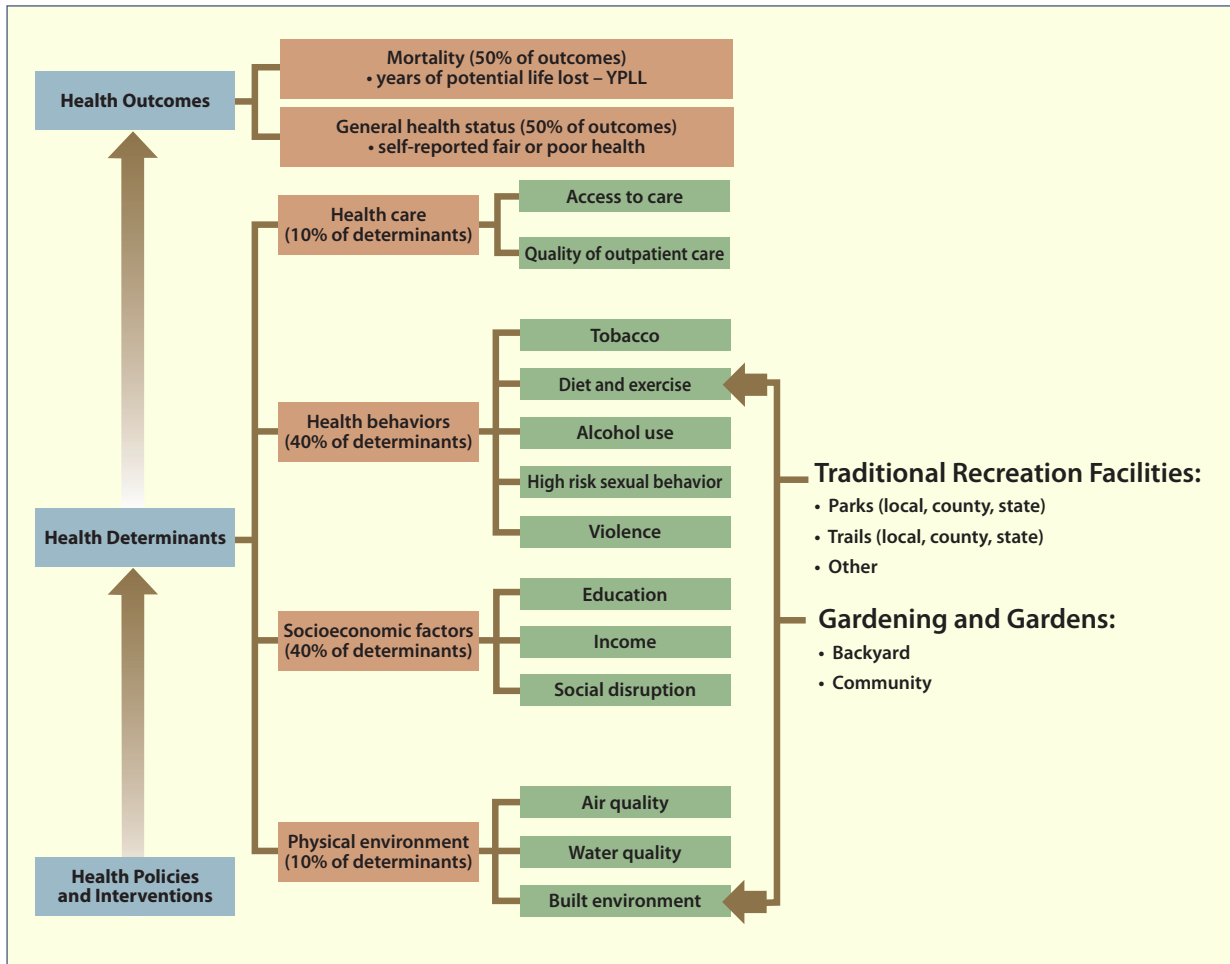 Health Outcomes
Mortality (50% of outcomes)
• years of potential life lost – YPLL
General health status (50% of outcomes)
• self-reported fair or poor health
Health Determinants
Health care
(10% of determinants)
Access to care
Quality of outpatient care
Health behaviors
(40% of determinants)
Tobacco
Diet and exercise
Alcohol use
High risk sexual behavior
Violence
Socioeconomic factors
(40% of determinants)
Education
Income
Social disruption
Physical environment
(10% of determinants)
Air quality
Water quality
Built environment
Health Policies
and Interventions
Traditional Recreation Facilities:
• Parks (local, county, state)
• Trails (local, county, state)
• Other
Gardening and Gardens:
• Backyard
• Community